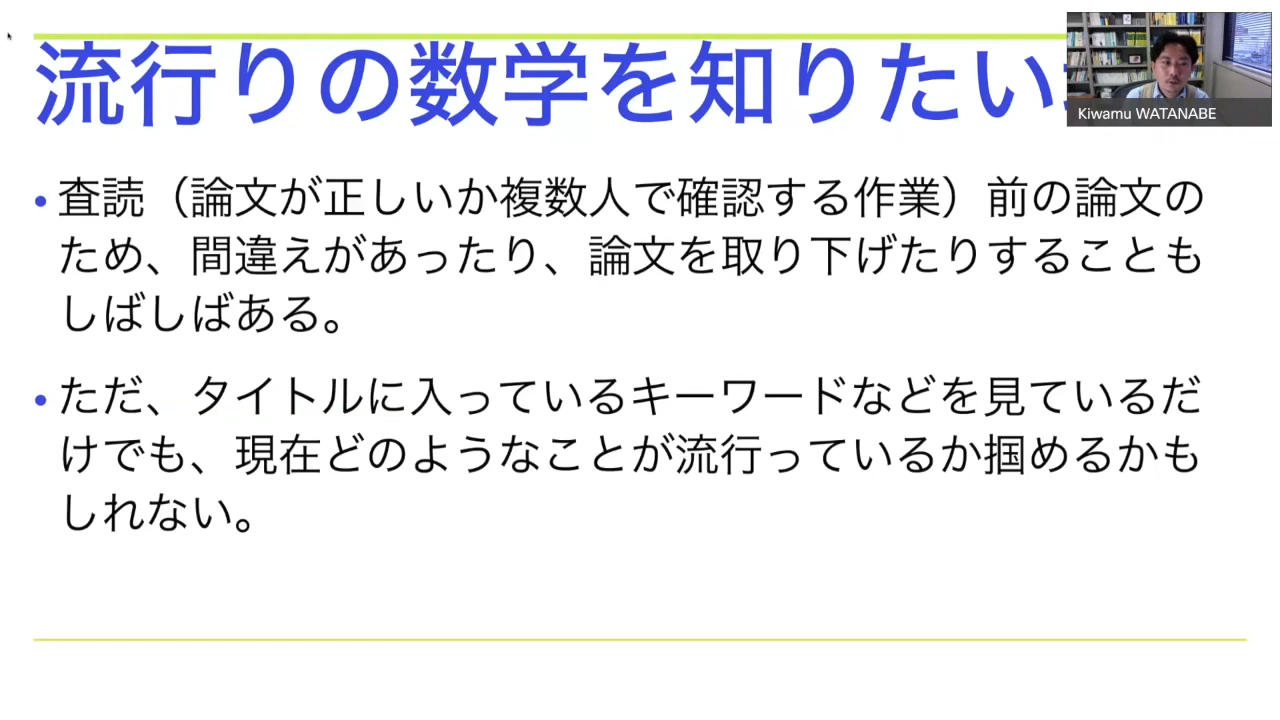 流行りの数学を知りたい
Kiwamu WATANABE
• 査読（論文が正しいか複数人で確認する作業）前の論文の
ため、間違えがあったり、論文を取り下げたりすることも
しばしばある。
• ただ、タイトルに入っているキーワードなどを見ているだ
けでも、現在どのようなことが流行っているか掴めるかも
しれない。